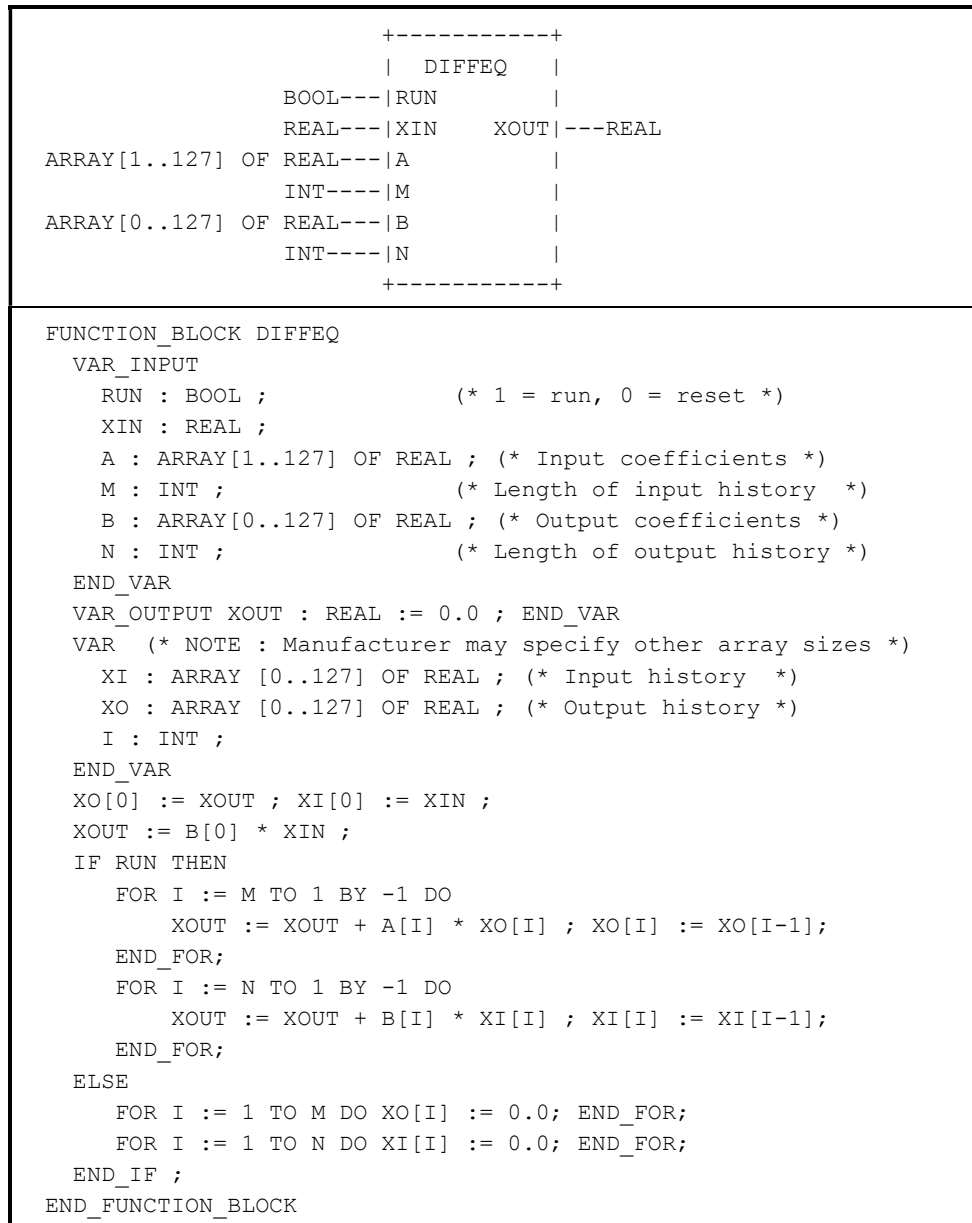 +-----------+
                         |  DIFFEQ   |
                 BOOL---|RUN        |
                 REAL---|XIN    XOUT|---REAL
ARRAY[1..127] OF REAL---|A          |
                 INT----|M          |
ARRAY[0..127] OF REAL---|B          |
                 INT----|N          |
                         +-----------+
FUNCTION_BLOCK DIFFEQ
  VAR_INPUT
    RUN : BOOL ;              (* 1 = run, 0 = reset *)
    XIN : REAL ;
    A : ARRAY[1..127] OF REAL ; (* Input coefficients *)
    M : INT ;                 (* Length of input history  *)
    B : ARRAY[0..127] OF REAL ; (* Output coefficients *)
    N : INT ;                 (* Length of output history *)
  END_VAR
  VAR_OUTPUT XOUT : REAL := 0.0 ; END_VAR
  VAR  (* NOTE : Manufacturer may specify other array sizes *)
    XI : ARRAY [0..127] OF REAL ; (* Input history  *)
    XO : ARRAY [0..127] OF REAL ; (* Output history *)
    I : INT ;
  END_VAR
  XO[0] := XOUT ; XI[0] := XIN ;
  XOUT := B[0] * XIN ;
  IF RUN THEN
     FOR I := M TO 1 BY -1 DO
         XOUT := XOUT + A[I] * XO[I] ; XO[I] := XO[I-1];
     END_FOR;
     FOR I := N TO 1 BY -1 DO
         XOUT := XOUT + B[I] * XI[I] ; XI[I] := XI[I-1];
     END_FOR;
  ELSE
     FOR I := 1 TO M DO XO[I] := 0.0; END_FOR;
     FOR I := 1 TO N DO XI[I] := 0.0; END_FOR;
  END_IF ;
END_FUNCTION_BLOCK